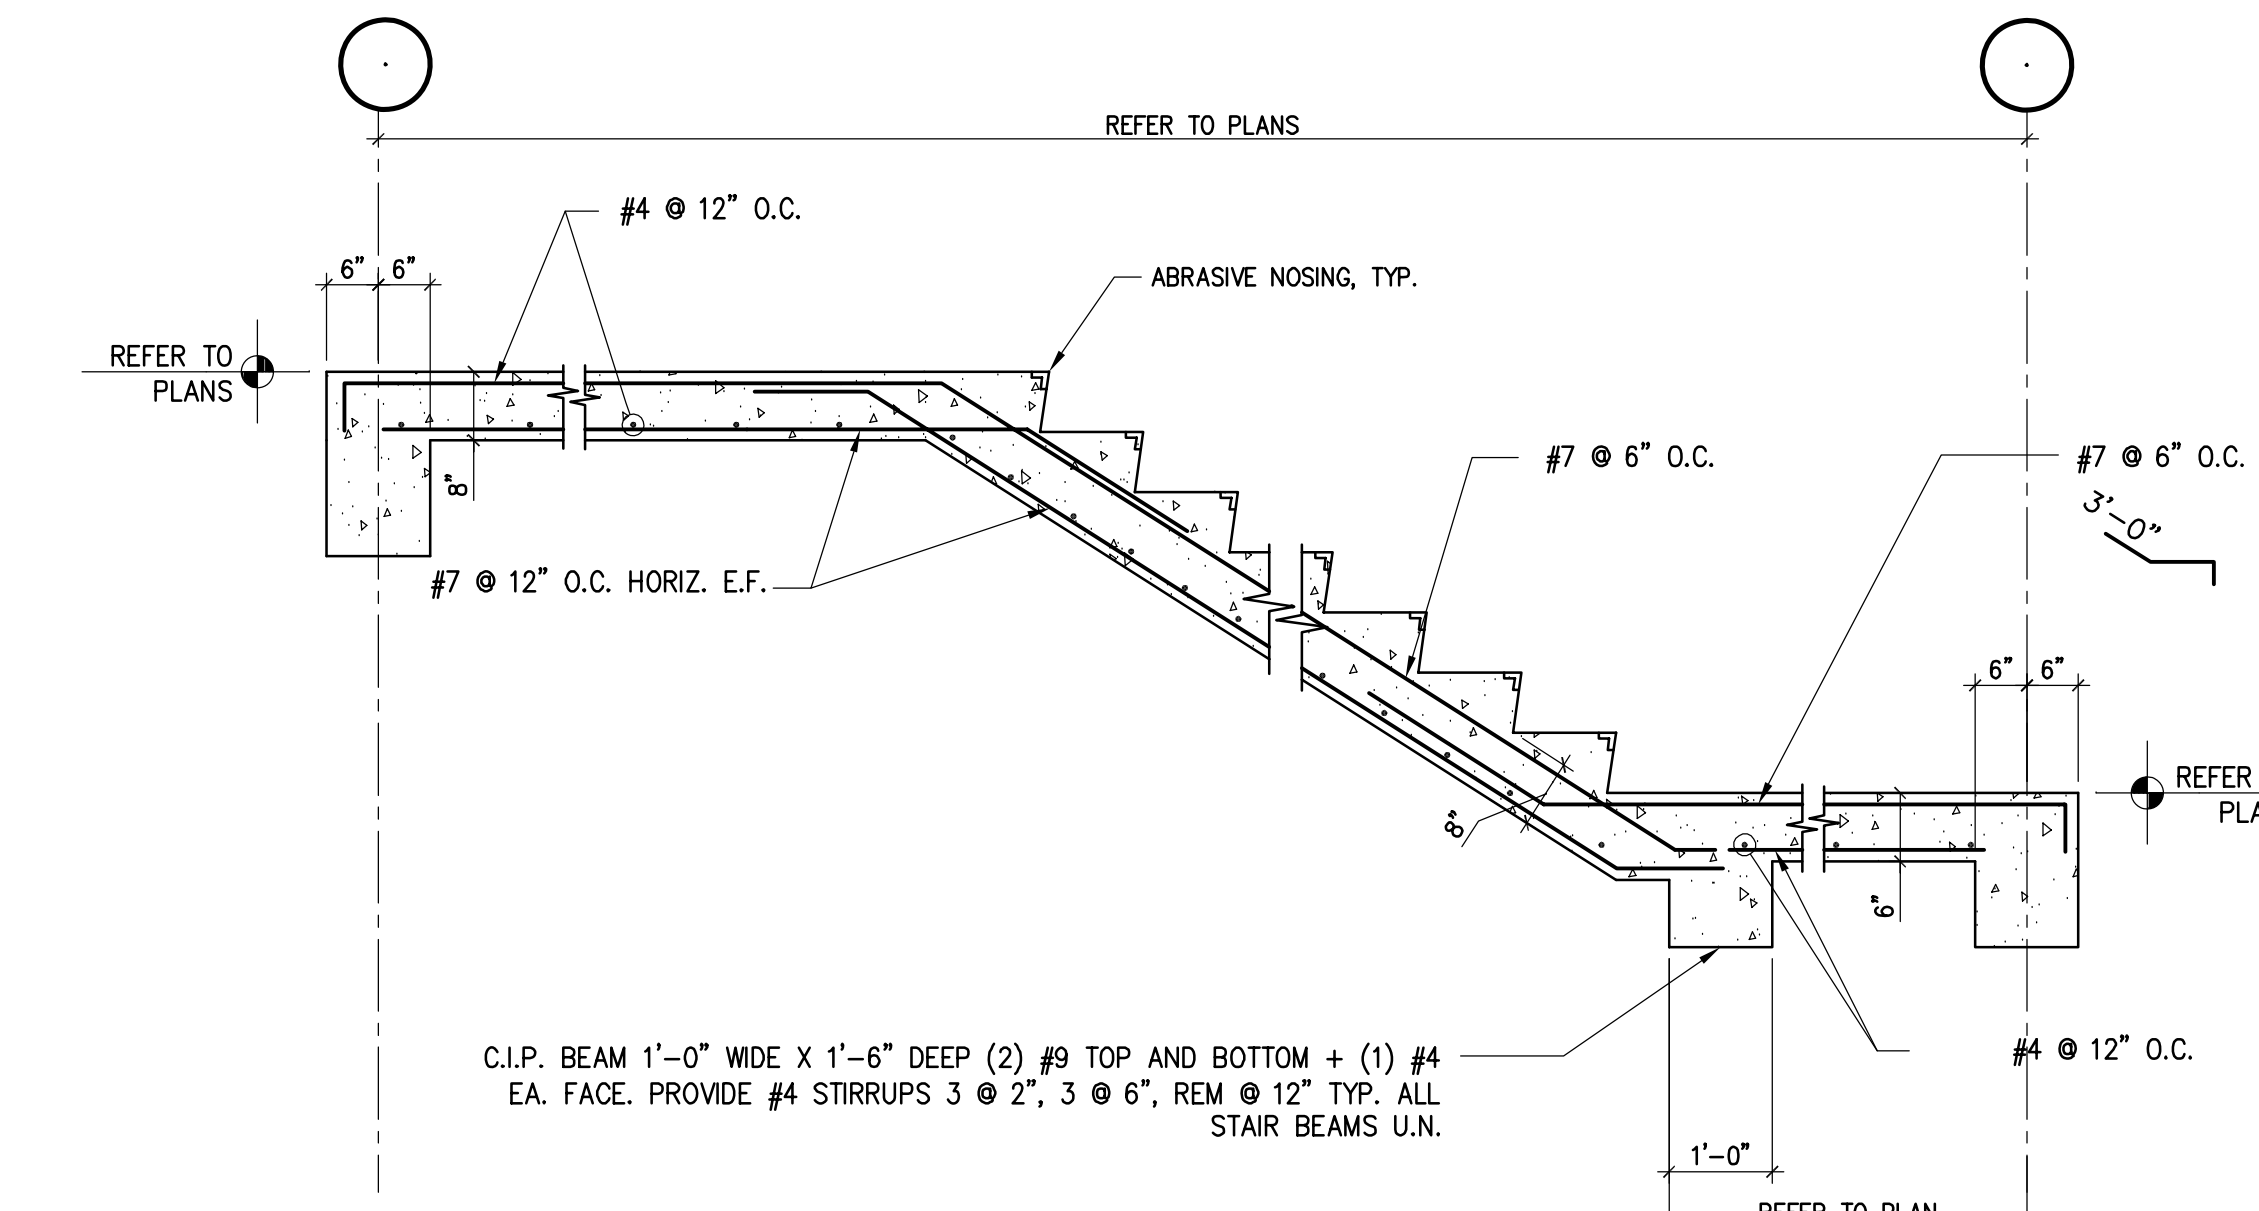 REFER TO PLANS
#4 @ 12" O.C.
6" 6"
ABRASIVE NOSING, TYP.
REFER TO
PLANS
8"
#7 @ 12" O.C. HORIZ. E.F.
#7 @ 6" O.C.
#7 @ 6" O.C.
3'-0"
6" 6"
REFER
PLA
8"
6"
C.I.P. BEAM 1'-0" WIDE X 1'-6" DEEP (2) #9 TOP AND BOTTOM + (1) #4
EA. FACE. PROVIDE #4 STIRRUPS 3 @ 2", 3 @ 6", REM @ 12" TYP. ALL
STAIR BEAMS U.N.
#4 @ 12" O.C.
1'-0"
REFER TO PLAN